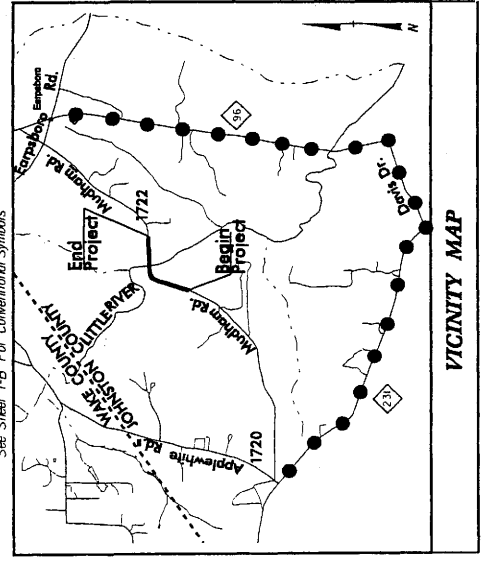 See Sheet 1-B For Conventional Symbols
Earpsboro
Rd.
Earpsboro
96
N
Mudham Rd.
1722
End
Project
Davis Dr.
WAKE COUNTY
JOHNSTON COUNTY
LITTLE RIVER
Begin
Project
Mudham Rd.
Applewhite Rd.
1720
231
VICINITY MAP